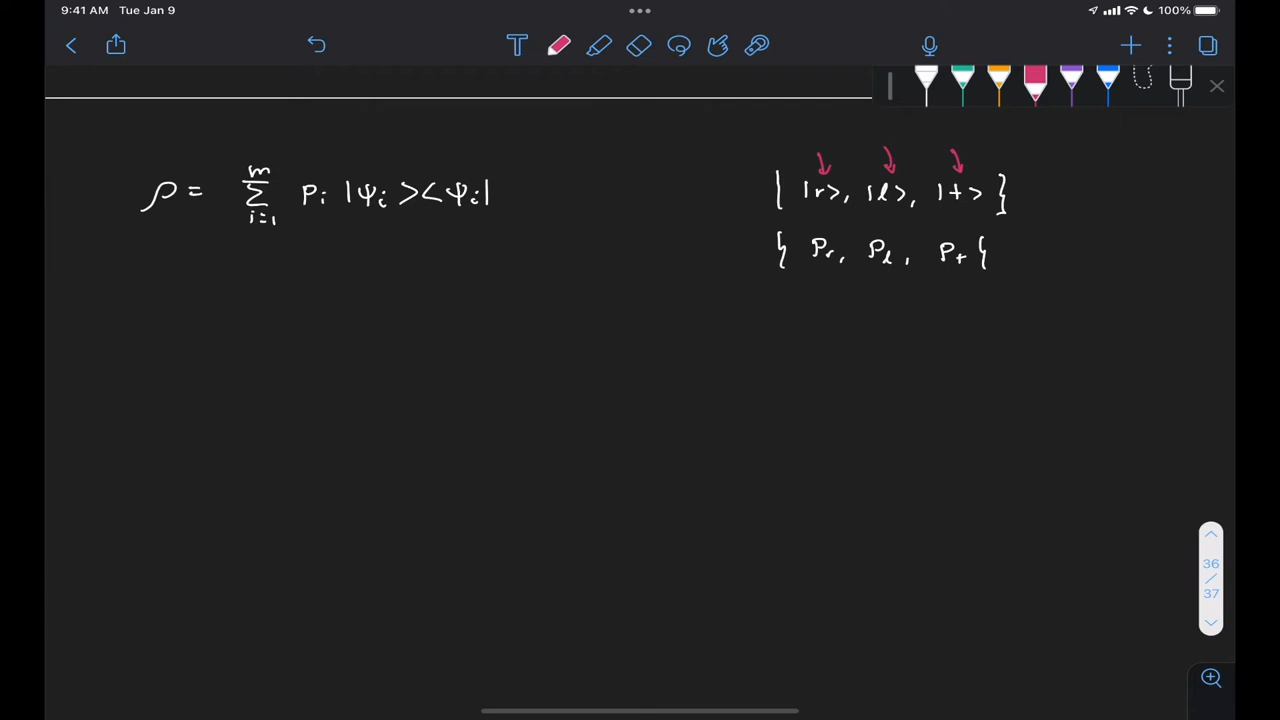 9:41 AM Tue Jan 9
100%
ρ = Σ_{i=1}^{m} p_i |ψ_i><ψ_i|
{ |r>, |l>, |+> }
{ p_r, p_l, p_+ }
36
/
37